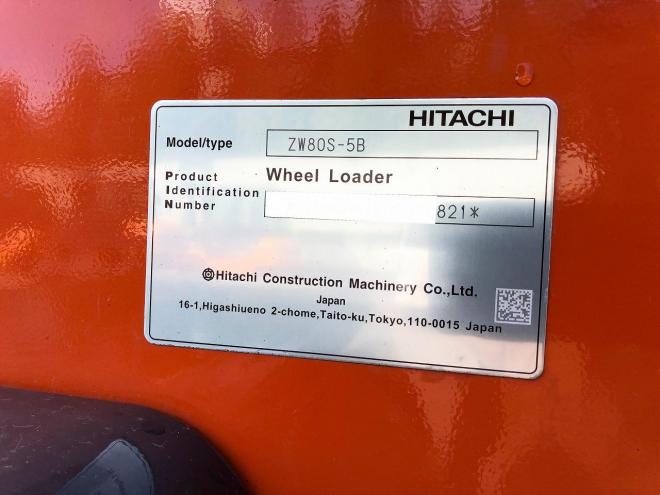 HITACHI
Model/type ZW80S-5B
Product Wheel Loader
Identification
Number 821*
Hitachi Construction Machinery Co.,Ltd.
Japan
16-1,Higashiueno 2-chome,Taito-ku,Tokyo,110-0015 Japan